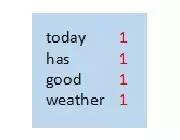 today 1
has 1
good 1
weather 1